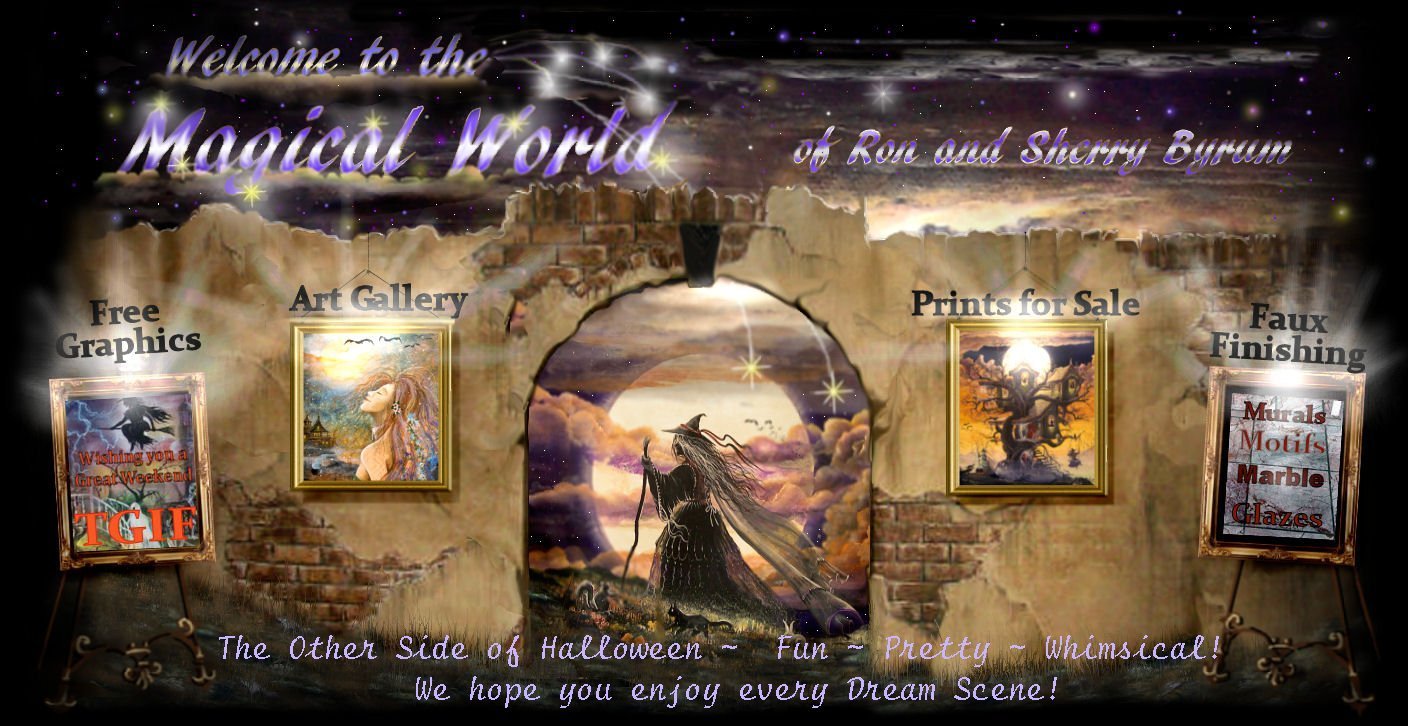 Welcome to the
Magical World
of Ron and Sherry Byrum
Free
Graphics
Art Gallery
Prints for Sale
Faux
Finishing
Wishing you a
Great Weekend
TGIF
Murals
Motifs
Marble
Glazes
The Other Side of Halloween ~ Fun ~ Pretty ~ Whimsical!
We hope you enjoy every Dream Scene!